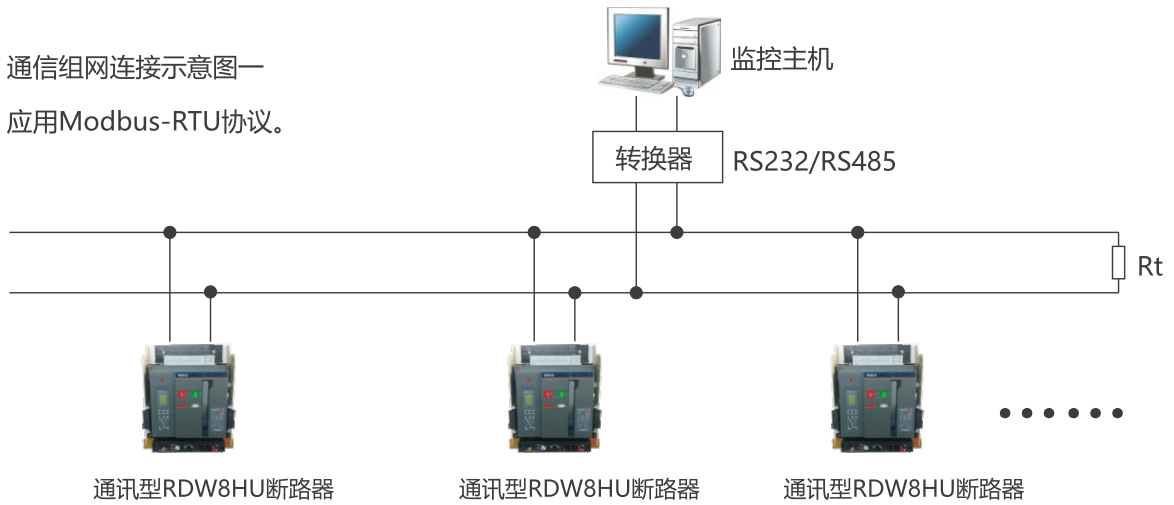 通信组网连接示意图一
监控主机
应用Modbus-RTU协议。
转换器
RS232/RS485
Rt
通讯型RDW8HU断路器
通讯型RDW8HU断路器
通讯型RDW8HU断路器